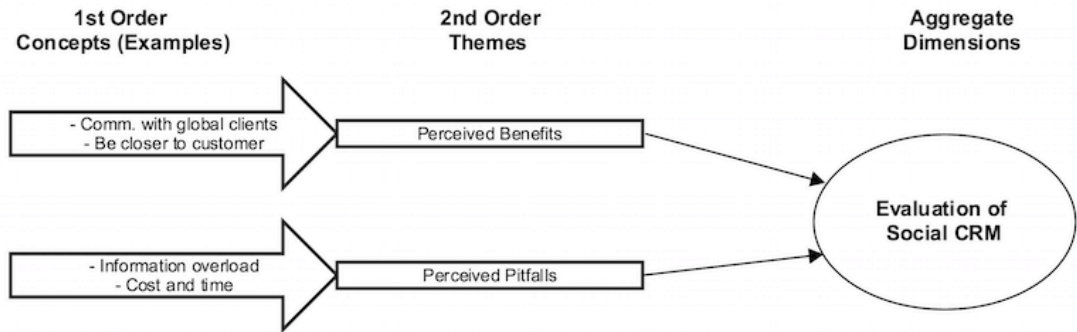 1st Order
Concepts (Examples)
2nd Order
Themes
Aggregate
Dimensions
- Comm. with global clients
- Be closer to customer
Perceived Benefits
Evaluation of
Social CRM
- Information overload
- Cost and time
Perceived Pitfalls